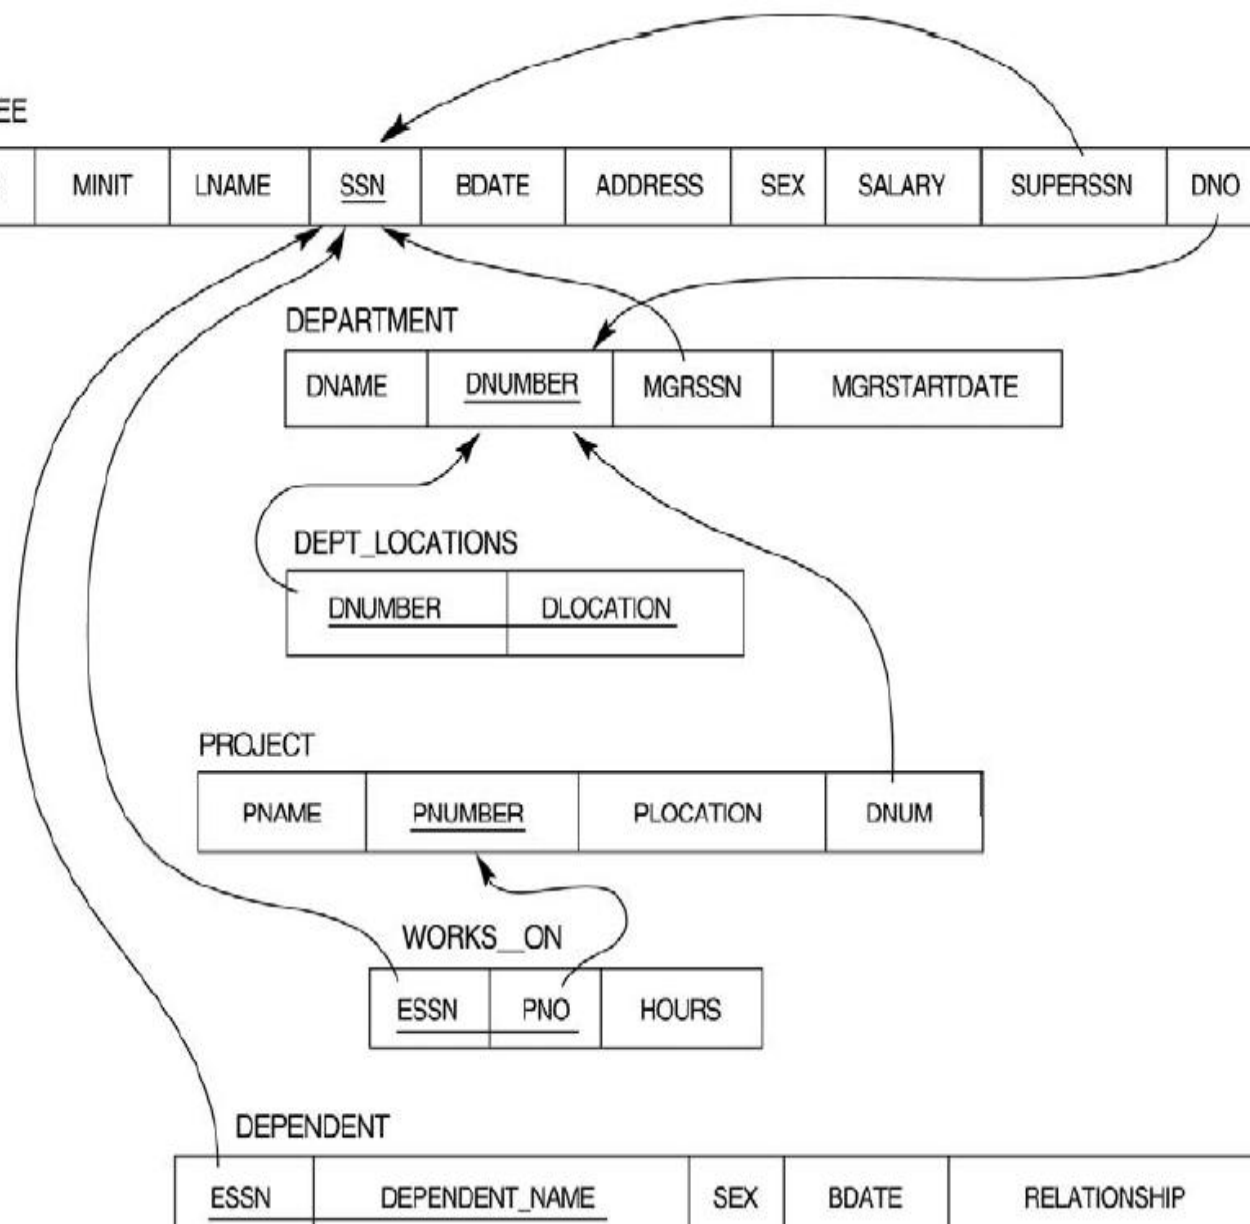 EE
MINIT LNAME SSN BDATE ADDRESS SEX SALARY SUPERSSN DNO
DEPARTMENT
DNAME DNUMBER MGRSSN MGRSTARTDATE
DEPT_LOCATIONS
DNUMBER DLOCATION
PROJECT
PNAME PNUMBER PLOCATION DNUM
WORKS_ON
ESSN PNO HOURS
DEPENDENT
ESSN DEPENDENT_NAME SEX BDATE RELATIONSHIP